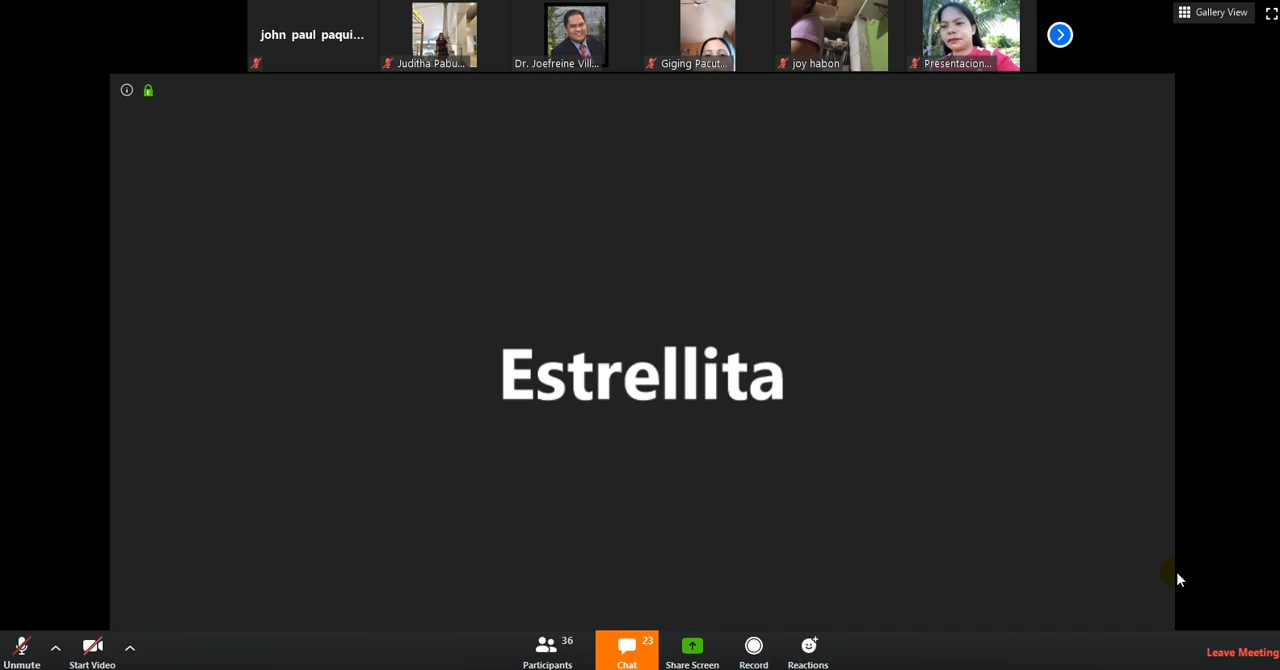 Gallery View
john paul paqui...
Juditha Pabu...
Dr. Joefreine Vill...
Giging Pacut...
joy habon
Presentacion...
Estrellita
Unmute
Start Video
Participants
36
Chat
23
Share Screen
Record
Reactions
Leave Meeting